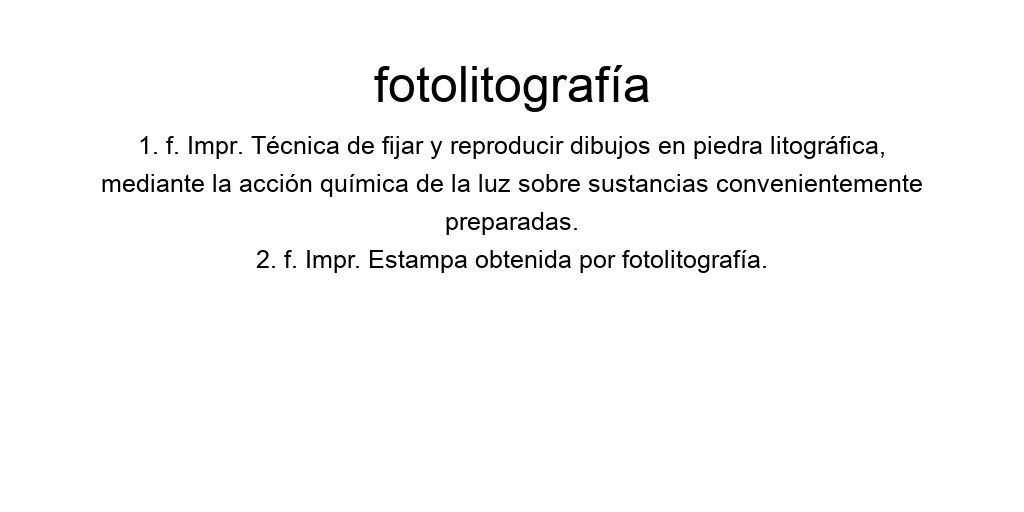 fotolitografía
1. f. Impr. Técnica de fijar y reproducir dibujos en piedra litográfica,
mediante la acción química de la luz sobre sustancias convenientemente
preparadas.
2. f. Impr. Estampa obtenida por fotolitografía.